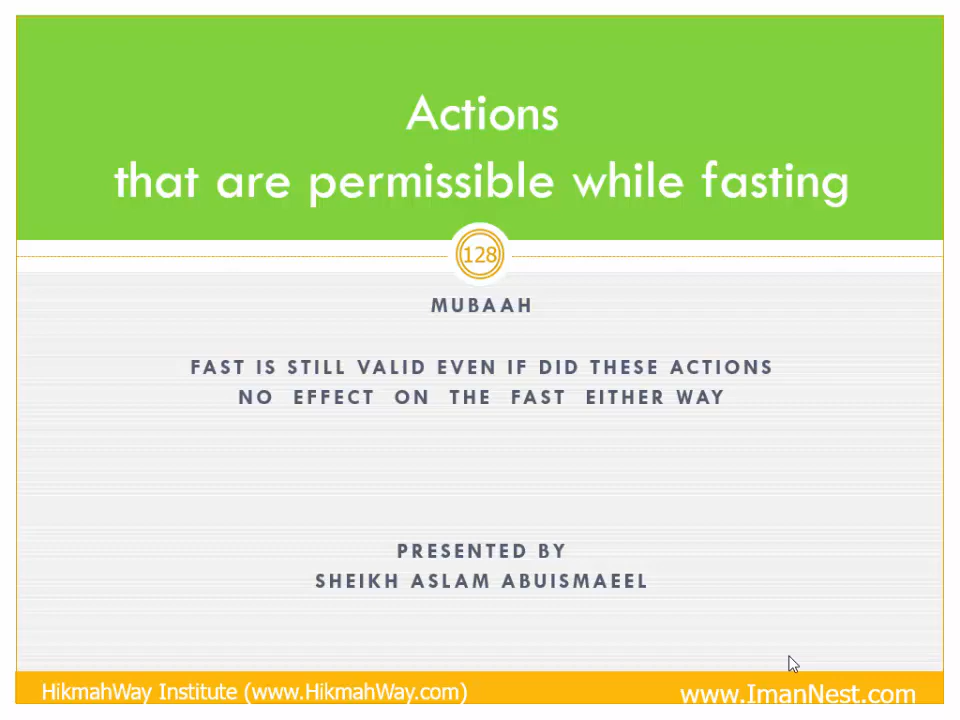 Actions
that are permissible while fasting
128
MUBAAH
FAST IS STILL VALID EVEN IF DID THESE ACTIONS
NO EFFECT ON THE FAST EITHER WAY
PRESENTED BY
SHEIKH ASLAM ABUISMAEEL
HikmahWay Institute (www.HikmahWay.com)
www.ImanNest.com